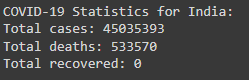 COVID-19 Statistics for India:
Total cases: 45035393
Total deaths: 533570
Total recovered: 0